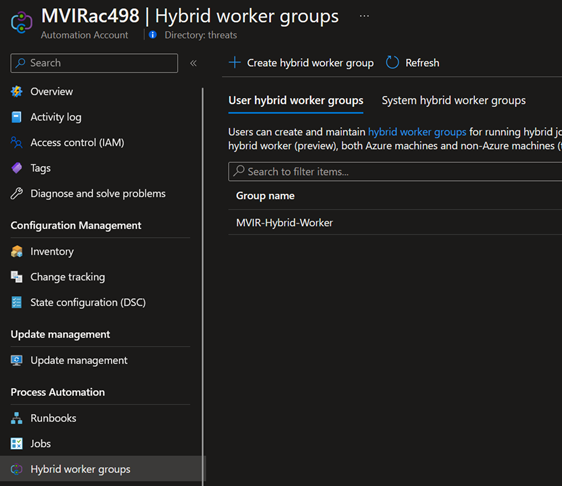 MVIRac498 | Hybrid worker groups ...
Automation Account Directory: threats
Search
«
Overview
Activity log
Access control (IAM)
Tags
Diagnose and solve problems
Configuration Management
Inventory
Change tracking
State configuration (DSC)
Update management
Update management
Process Automation
Runbooks
Jobs
Hybrid worker groups
+ Create hybrid worker group Refresh
User hybrid worker groups System hybrid worker groups
Users can create and maintain hybrid worker groups for running hybrid
hybrid worker (preview), both Azure machines and non-Azure machines
Search to filter items...
Group name
MVIR-Hybrid-Worker